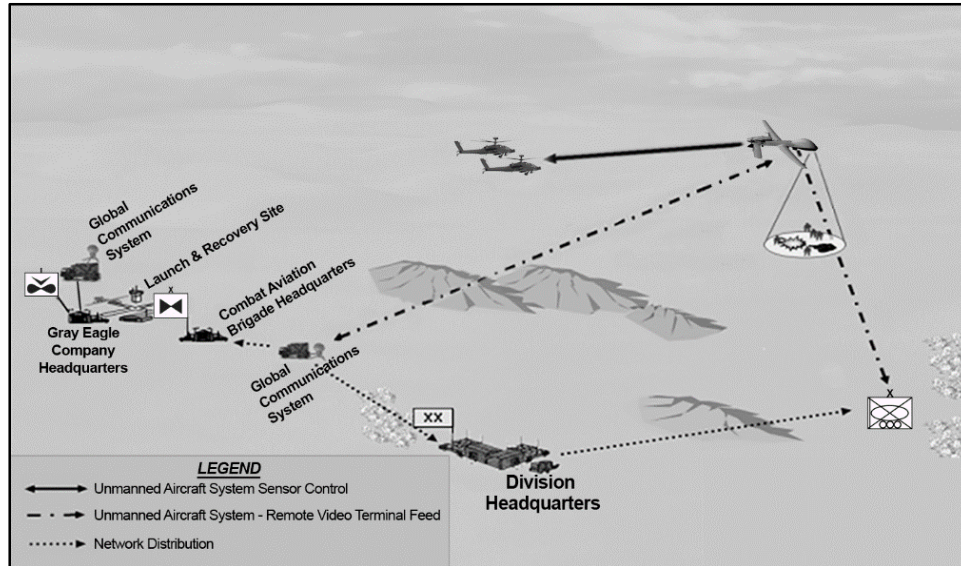 Global
Communications
System
Launch & Recovery Site
I
X
Gray Eagle
Company
Headquarters
Combat Aviation
Brigade Headquarters
Global
Communications
System
XX
X
Division
Headquarters
LEGEND
Unmanned Aircraft System Sensor Control
Unmanned Aircraft System - Remote Video Terminal Feed
Network Distribution